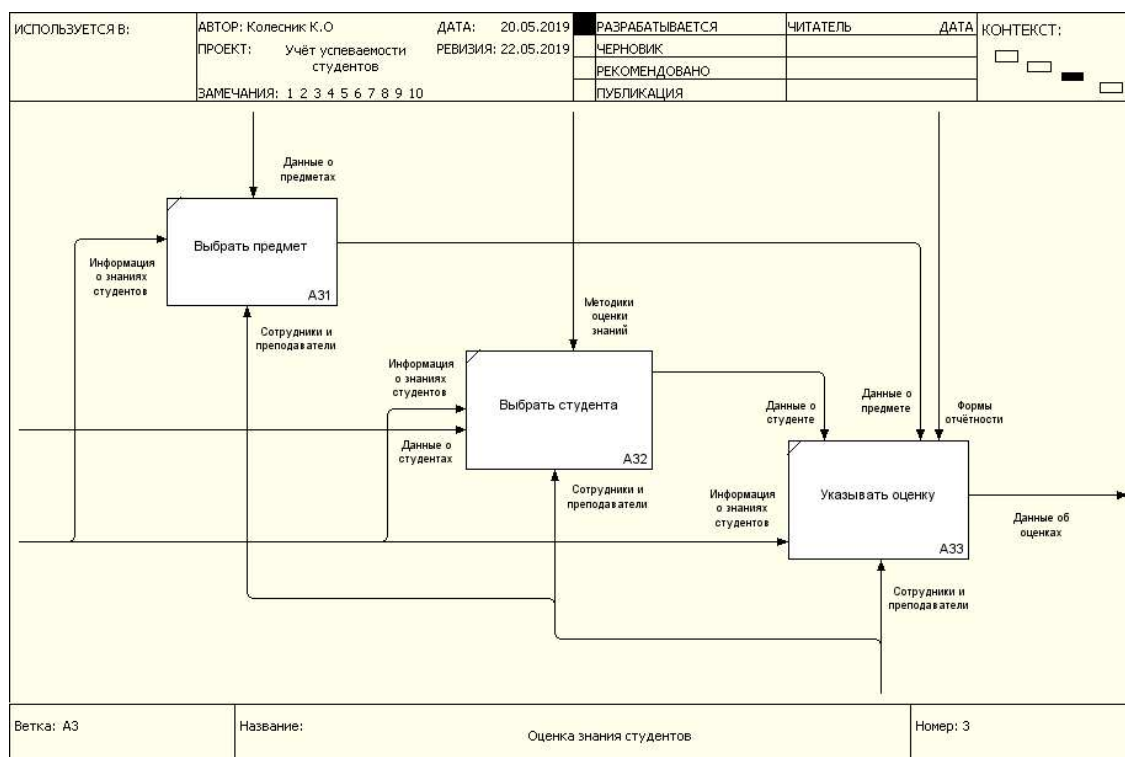 ИСПОЛЬЗУЕТСЯ В:
АВТОР: Колесник К.О
ДАТА: 20.05.2019
ПРОЕКТ: Учёт успеваемости
студентов
РЕВИЗИЯ: 22.05.2019
ЗАМЕЧАНИЯ: 1 2 3 4 5 6 7 8 9 10
РАЗРАБАТЫВАЕТСЯ
ЧЕРНОВИК
РЕКОМЕНДОВАНО
ПУБЛИКАЦИЯ
ЧИТАТЕЛЬ
ДАТА
КОНТЕКСТ:
Данные о
предметах
Выбрать предмет
A31
Информация
о знаниях
студентов
Сотрудники и
преподаватели
Методики
оценки
знаний
Информация
о знаниях
студентов
Выбрать студента
A32
Данные о
студентах
Данные о
студенте
Данные о
предмете
Формы
отчётности
Сотрудники и
преподаватели
Информация
о знаниях
студентов
Указывать оценку
A33
Данные об
оценках
Сотрудники и
преподаватели
Ветка: A3
Название:
Оценка знания студентов
Номер: 3